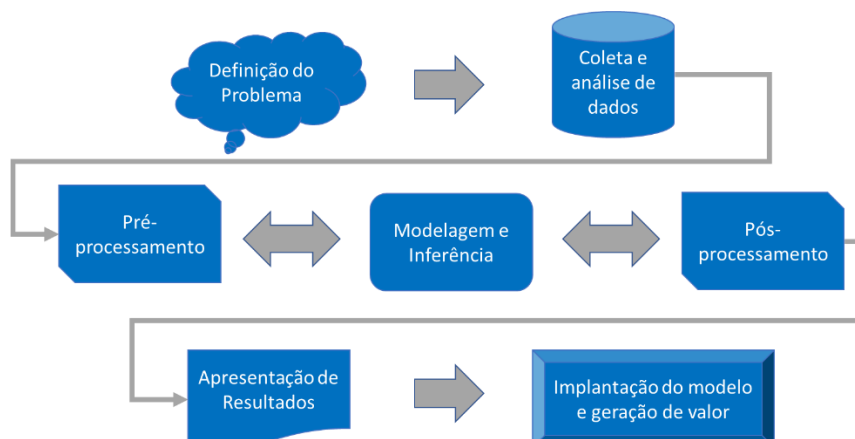 Definição do
Problema
Coleta e
análise de
dados
Pré-
processamento
Modelagem e
Inferência
Pós-
processamento
Apresentação de
Resultados
Implantação do modelo
e geração de valor